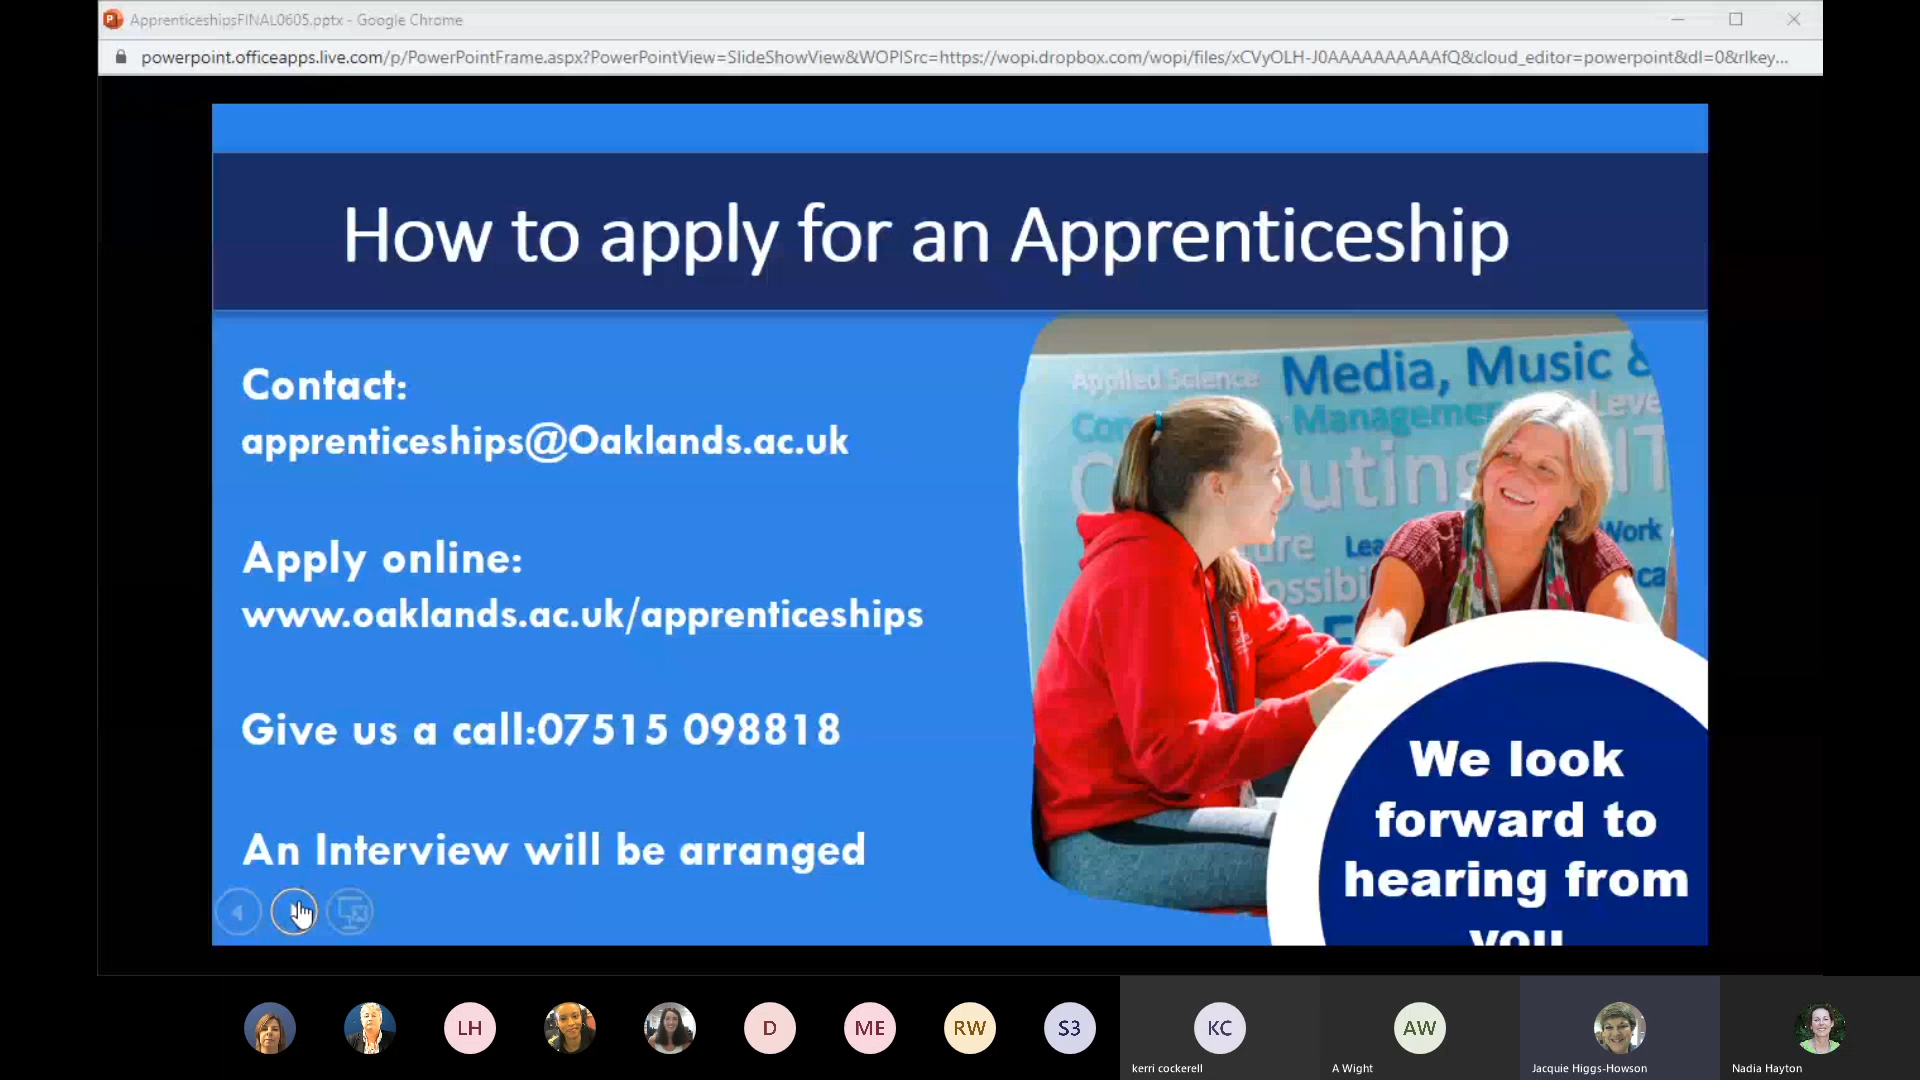 ApprenticeshipsFINAL0605.pptx - Google Chrome
powerpoint.officeapps.live.com/p/PowerPointFrame.aspx?PowerPointView=SlideShowView&WOPISrc=https://wopi.dropbox.com/wopi/files/xCVyOLH-J0AAAAAAAAAAfQ&cloud_editor=powerpoint&dl=0&rlkey...
How to apply for an Apprenticeship
Contact:
apprenticeships@Oaklands.ac.uk
Apply online:
www.oaklands.ac.uk/apprenticeships
Give us a call:07515 098818
An Interview will be arranged
Media, Music &
Applied Science
Management
Work
We look
forward to
hearing from
you
LH
D
ME
RW
S3
KC
AW
kerri cockerell
A Wight
Jacquie Higgs-Howson
Nadia Hayton